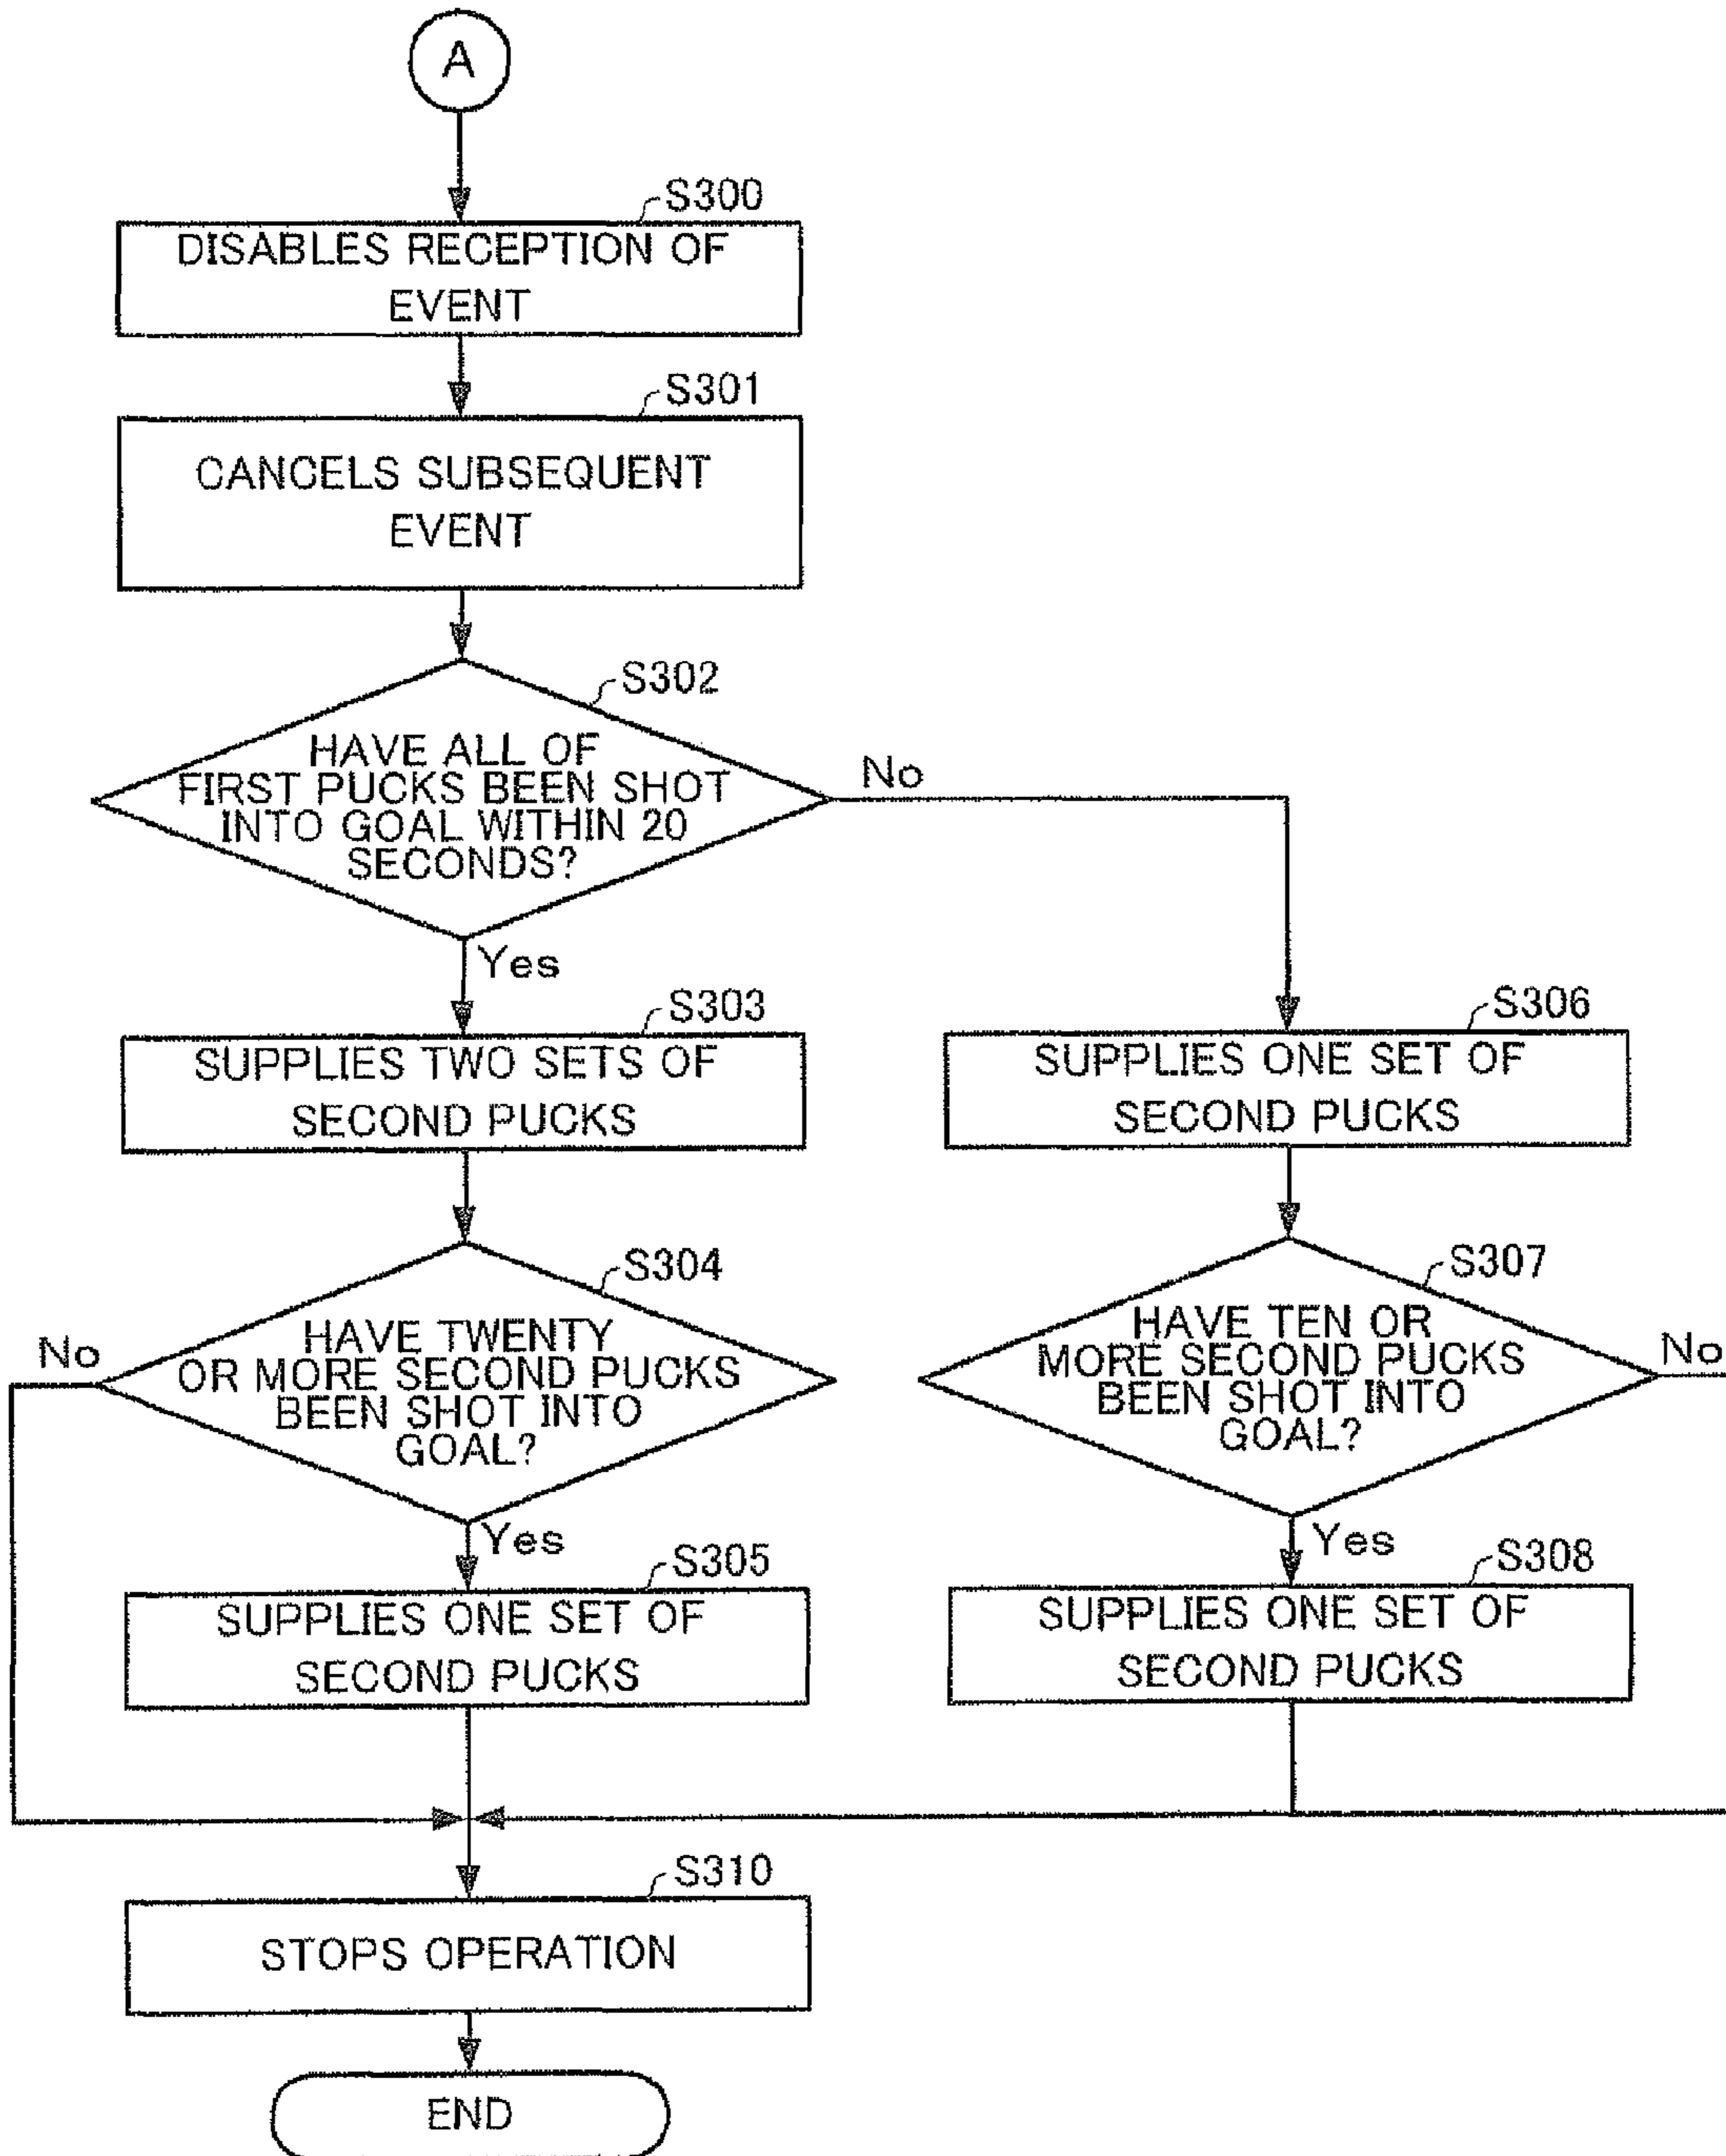 A
S300
DISABLES RECEPTION OF
EVENT
S301
CANCELS SUBSEQUENT
EVENT
S302
HAVE ALL OF
FIRST PUCKS BEEN SHOT
INTO GOAL WITHIN 20
SECONDS?
No
Yes
S303
SUPPLIES TWO SETS OF
SECOND PUCKS
S306
SUPPLIES ONE SET OF
SECOND PUCKS
S304
HAVE TWENTY
OR MORE SECOND PUCKS
BEEN SHOT INTO
GOAL?
No
Yes
S307
HAVE TEN OR
MORE SECOND PUCKS
BEEN SHOT INTO
GOAL?
No
Yes
S305
SUPPLIES ONE SET OF
SECOND PUCKS
S308
SUPPLIES ONE SET OF
SECOND PUCKS
S310
STOPS OPERATION
END